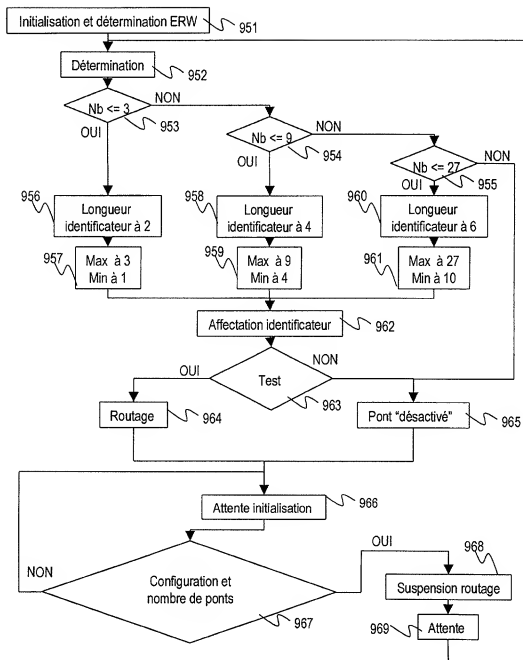 Initialisation et détermination ERW
951
Détermination
952
Nb <= 3
953
NON
OUI
Nb <= 9
954
NON
OUI
Nb <= 27
955
NON
OUI
956
Longueur
identificateur à 2
958
Longueur
identificateur à 4
960
Longueur
identificateur à 6
957
Max à 3
Min à 1
959
Max à 9
Min à 4
961
Max à 27
Min à 10
Affectation identificateur
962
OUI
Test
NON
963
Routage
964
Pont "désactivé"
965
Attente initialisation
966
NON
Configuration et
nombre de ponts
967
OUI
968
Suspension routage
969
Attente